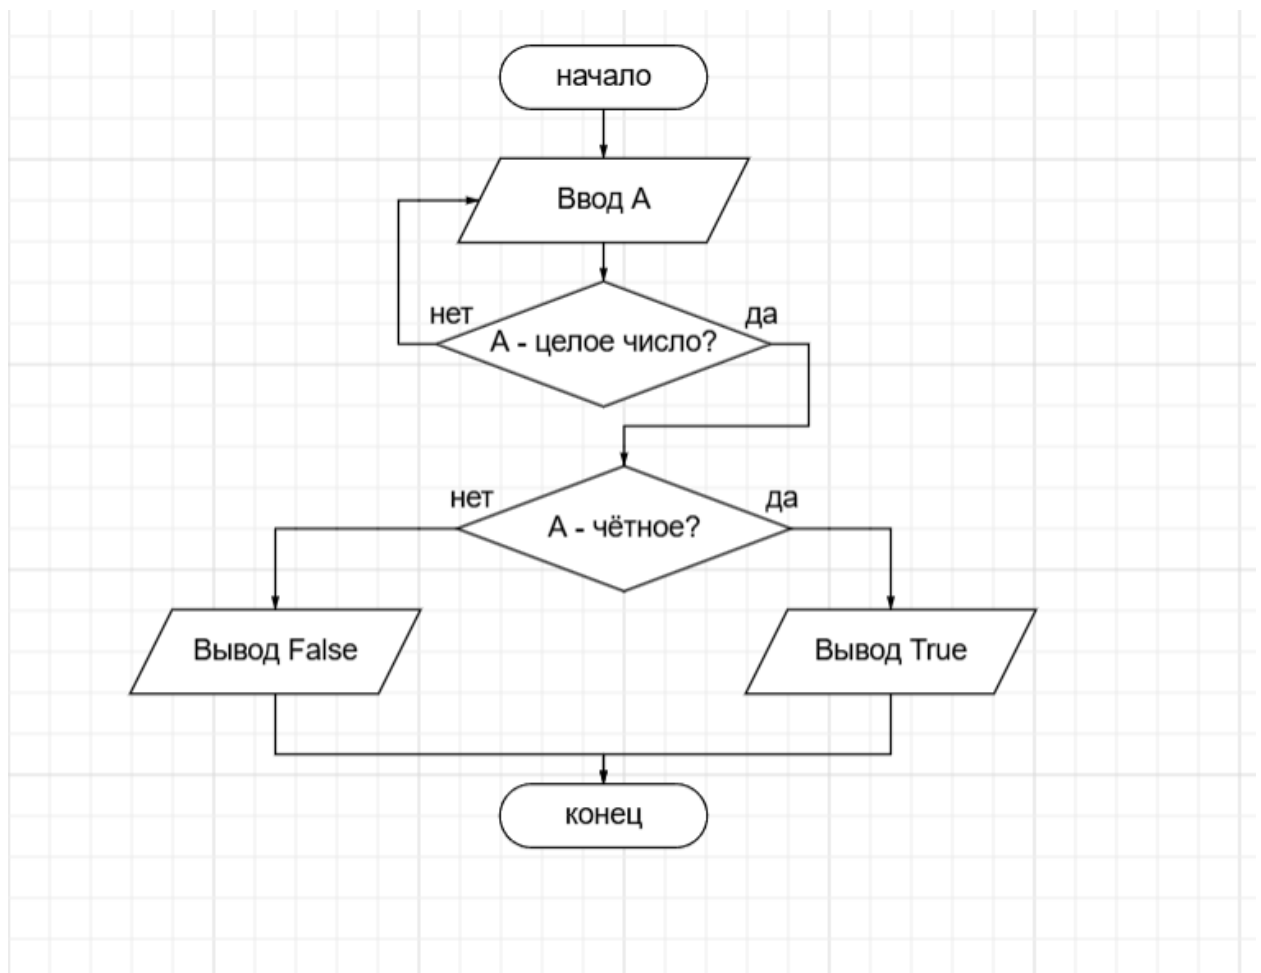 начало
Ввод А
нет
да
А - целое число?
нет
да
А - чётное?
Вывод False
Вывод True
конец